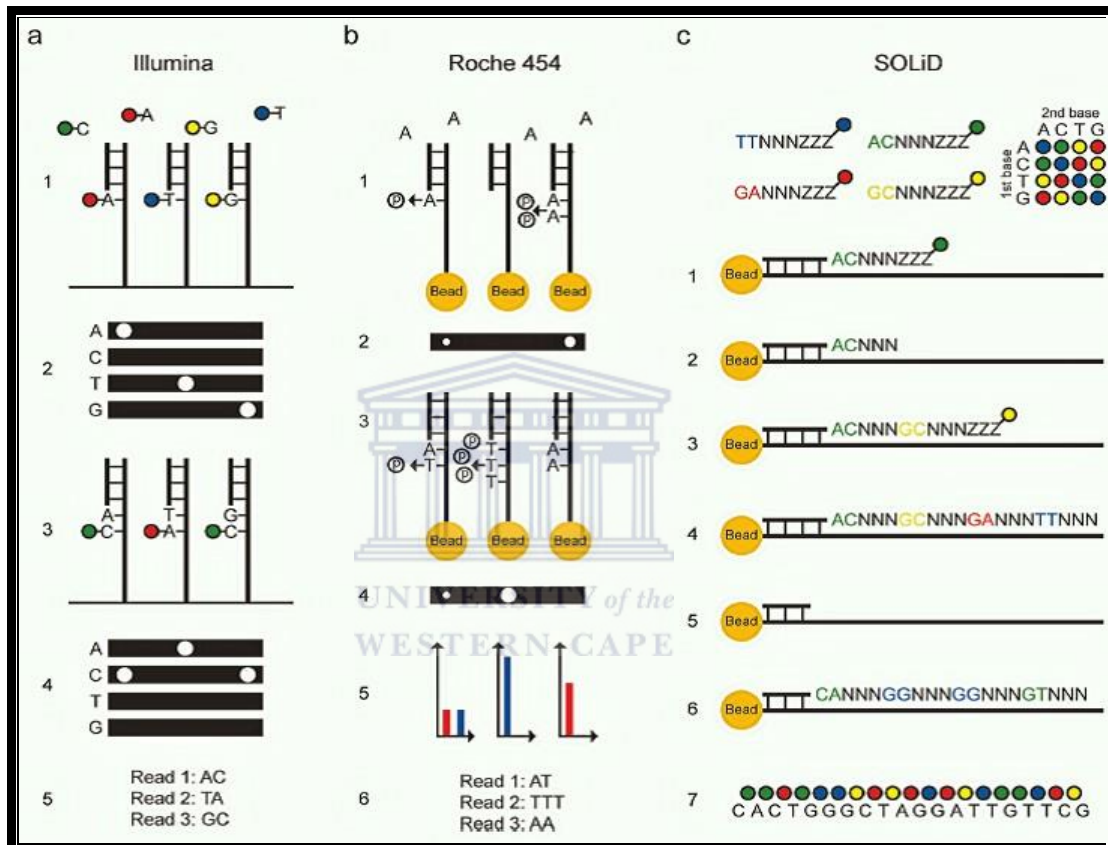 a
Illumina
C A G T
1
A T G
2
A
C
T
G
3
A T G
C A C
4
A
C
T
G
5
Read 1: AC
Read 2: TA
Read 3: GC
b
Roche 454
A A A A
1
P A P A
P A
Bead Bead Bead
2
3
A P T A
P T P T A
P T
Bead Bead Bead
4
5
6
Read 1: AT
Read 2: TTT
Read 3: AA
c
SOLiD
2nd base
A C T G
1st base
A
C
T
G
TTNNNZZZ ACNNNZZZ
GANNNZZZ GCNNNZZZ
1
Bead ACNNNZZZ
2
Bead ACNNN
3
Bead ACNNNGCNNNZZZ
4
Bead ACNNNGCNNNGANNNTTNNN
5
Bead
6
Bead CANNNGGNNNGGNNNGTNNN
7
CACTGGGCTAGGATTGTTCG
UNIVERSITY of the
WESTERN CAPE